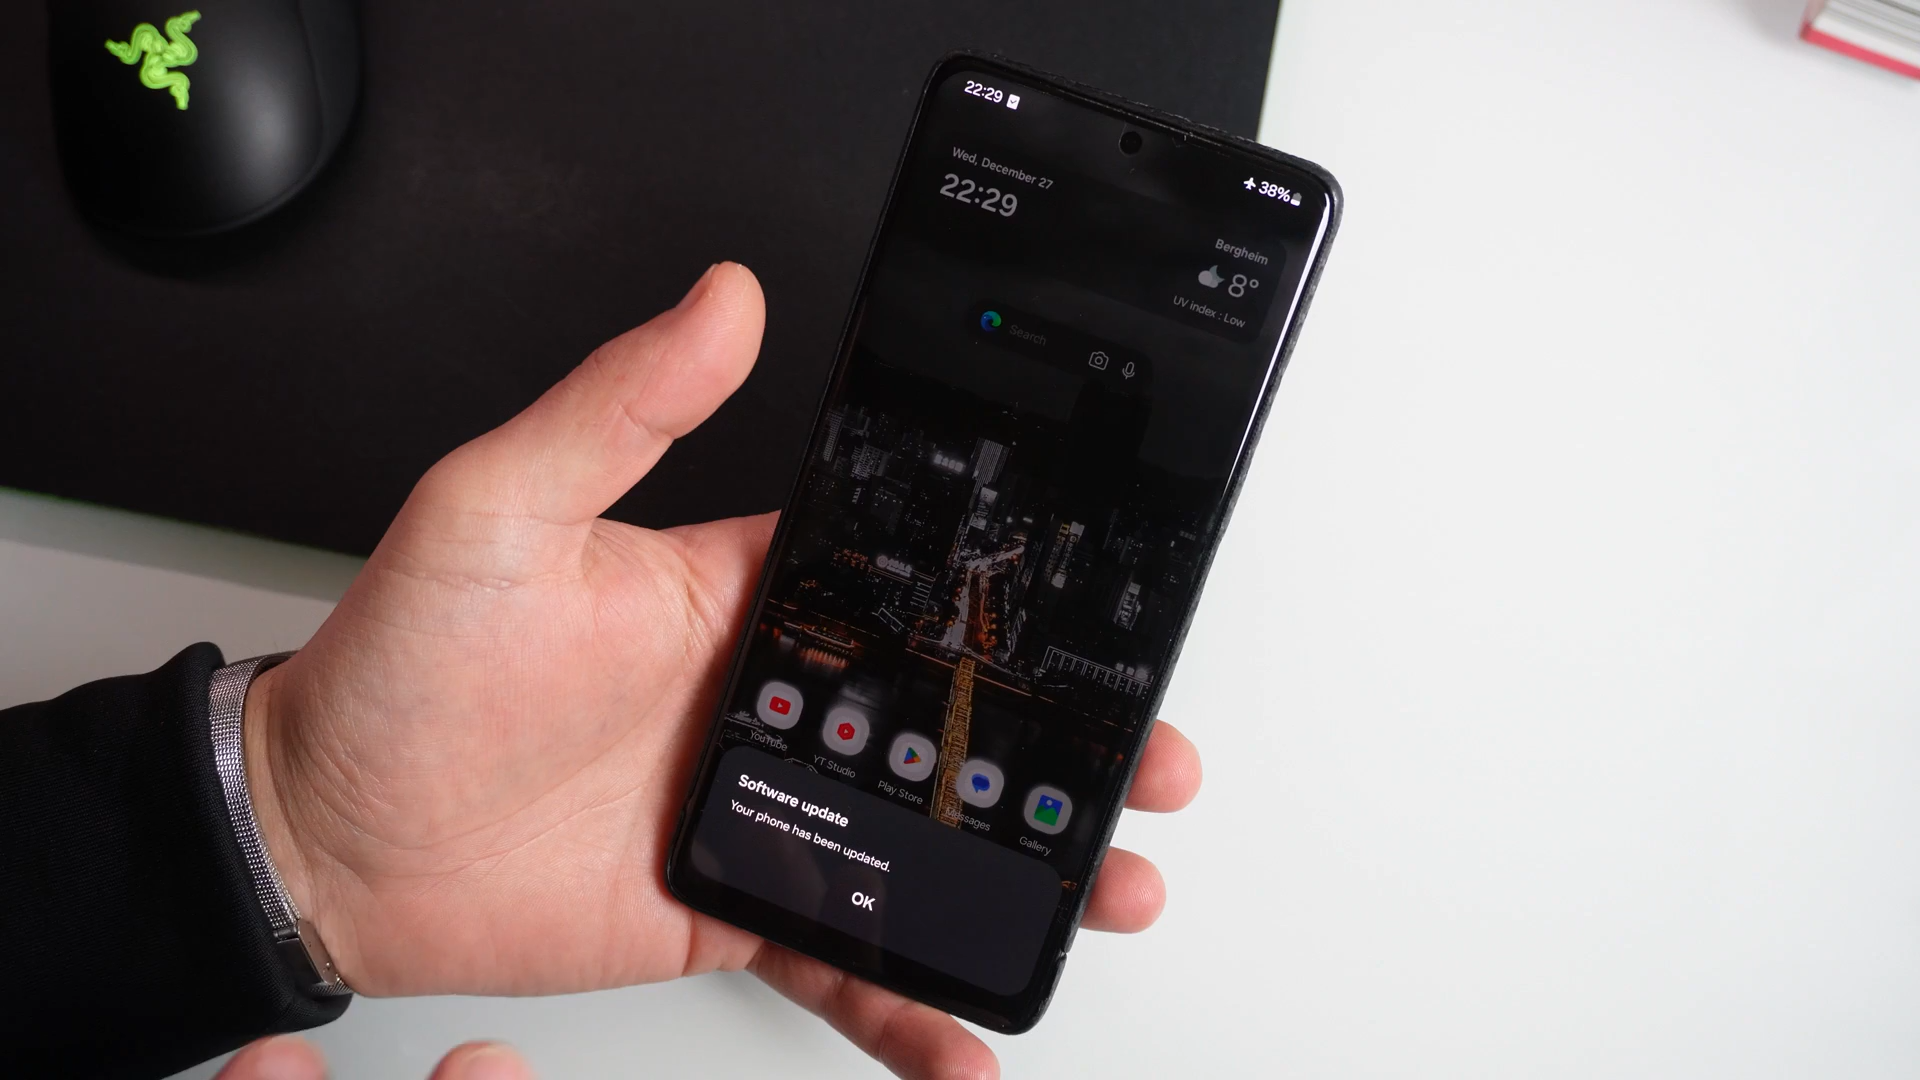 22:29
38%
Wed, December 27
22:29
Bergheim
8°
UV index : Low
Search
YouTube
YT Studio
Play Store
Messages
Gallery
Software update
Your phone has been updated.
OK